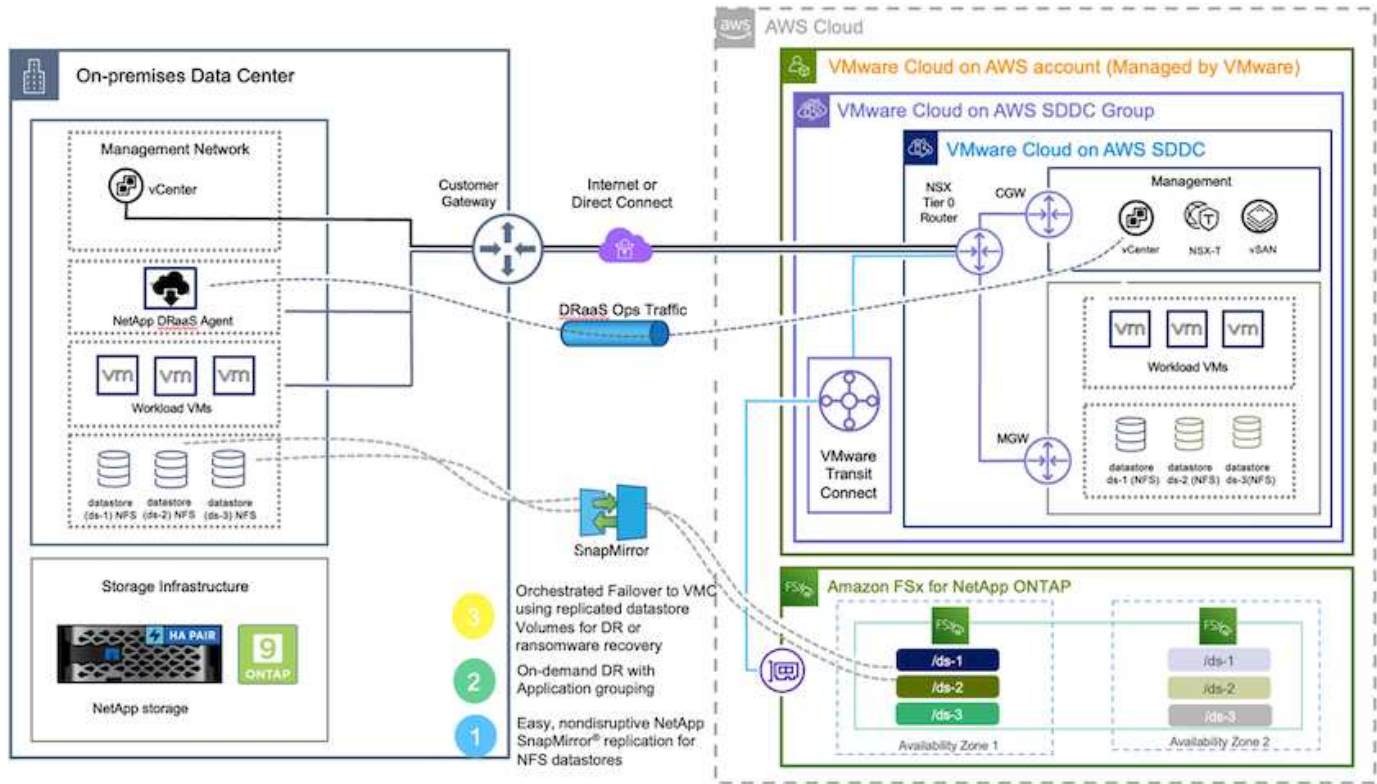 aws
AWS Cloud
On-premises Data Center
Management Network
vCenter
NetApp DRaaS Agent
vm
vm
vm
Workload VMs
datastore
(ds-1) NFS
datastore
(ds-2) NFS
datastore
(ds-3) NFS
Storage Infrastructure
HA PAIR
9
ONTAP
NetApp storage
Customer
Gateway
Internet or
Direct Connect
DRaaS Ops Traffic
SnapMirror
3
Orchestrated Failover to VMC
using replicated datastore
Volumes for DR or
ransomware recovery
2
On-demand DR with
Application grouping
1
Easy, nondisruptive NetApp
SnapMirror® replication for
NFS datastores
VMware Cloud on AWS account (Managed by VMware)
VMware Cloud on AWS SDDC Group
VMware Cloud on AWS SDDC
NSX
Tier 0
Router
CGW
Management
vCenter
NSX-T
vSAN
vm
vm
vm
Workload VMs
MGW
datastore
ds-1 (NFS)
datastore
ds-2 (NFS)
datastore
ds-3(NFS)
VMware
Transit
Connect
FSx
Amazon FSx for NetApp ONTAP
FSx
/ds-1
/ds-2
/ds-3
Availability Zone 1
FSx
/ds-1
/ds-2
/ds-3
Availability Zone 2